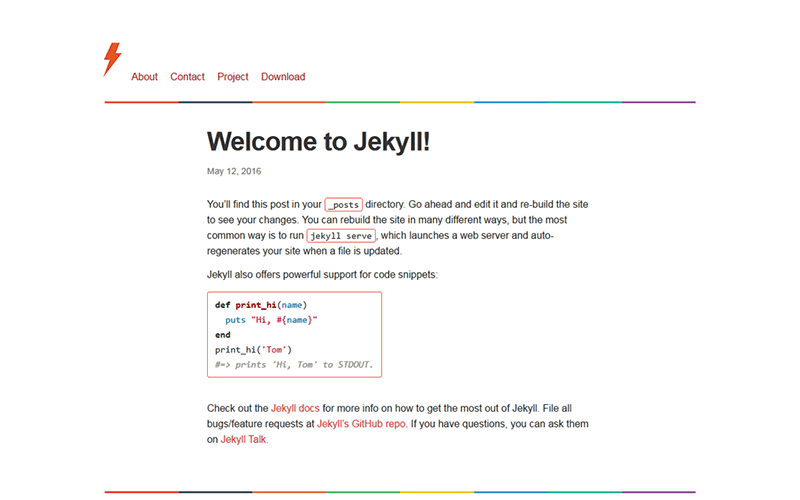 About Contact Project Download
Welcome to Jekyll!
May 12, 2016
You'll find this post in your _posts directory. Go ahead and edit it and re-build the site
to see your changes. You can rebuild the site in many different ways, but the most
common way is to run jekyll serve, which launches a web server and auto-
regenerates your site when a file is updated.
Jekyll also offers powerful support for code snippets:
def print_hi(name)
  puts "Hi, #{name}"
end
print_hi('Tom')
#=> prints 'Hi, Tom' to STDOUT.
Check out the Jekyll docs for more info on how to get the most out of Jekyll. File all
bugs/feature requests at Jekyll's GitHub repo. If you have questions, you can ask them
on Jekyll Talk.